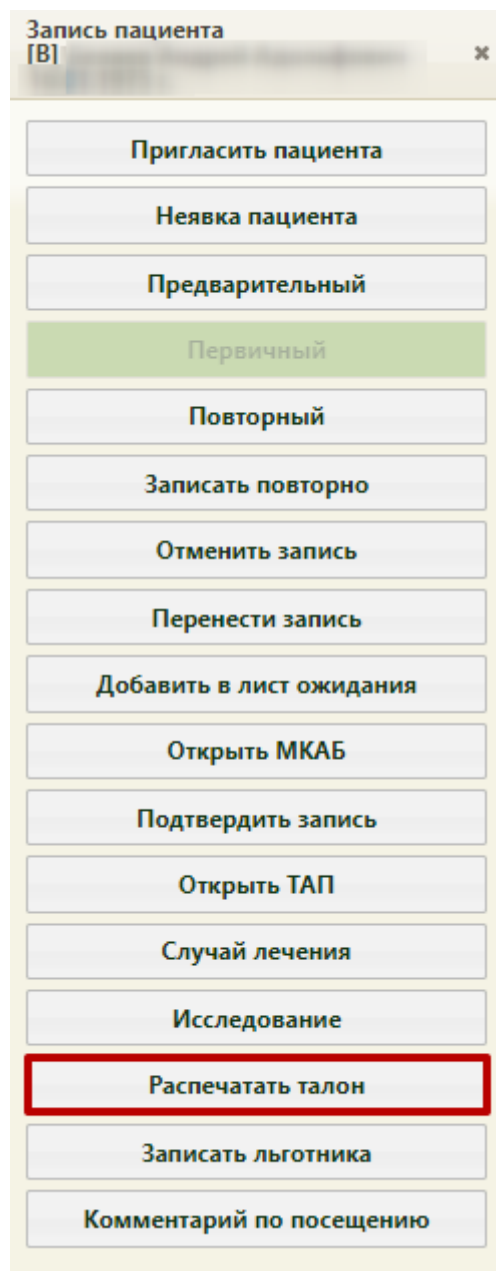 Запись пациента
[В]
Пригласить пациента
Неявка пациента
Предварительный
Первичный
Повторный
Записать повторно
Отменить запись
Перенести запись
Добавить в лист ожидания
Открыть МКАБ
Подтвердить запись
Открыть ТАП
Случай лечения
Исследование
Распечатать талон
Записать льготника
Комментарий по посещению